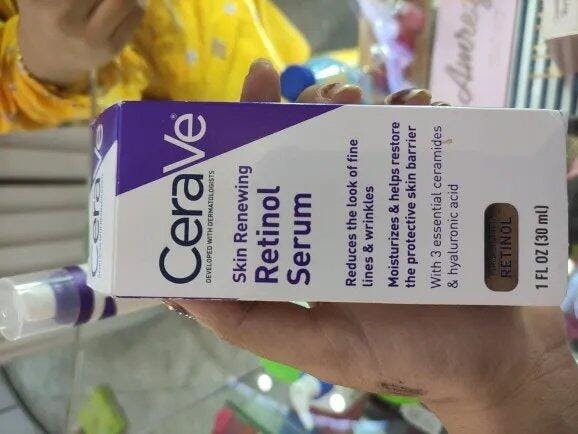 CeraVe
DEVELOPED WITH DERMATOLOGISTS
Skin Renewing
Retinol
Serum
Reduces the look of fine
lines & wrinkles
Moisturizes & helps restore
the protective skin barrier
With 3 essential ceramides
& hyaluronic acid
RETINOL
1 FL OZ (30 ml)
CeraVe